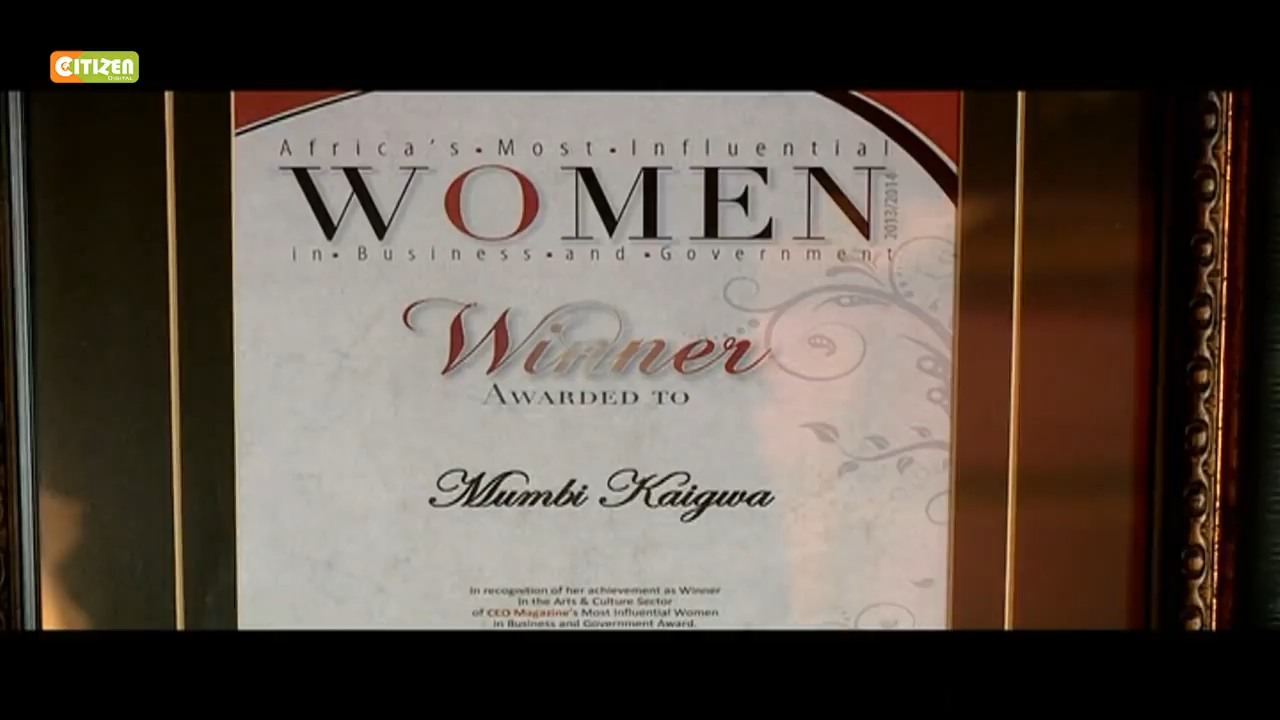 CITIZEN
DIGITAL
Africa's • Most • Influential
WOMEN
2013/2014
in • Business • and • Government
Winner
AWARDED TO
Mumbi Kaigwa
In recognition of her achievement as Winner
in the Arts & Culture Sector
of CEO Magazine's Most Influential Women
in Business and Government Award.